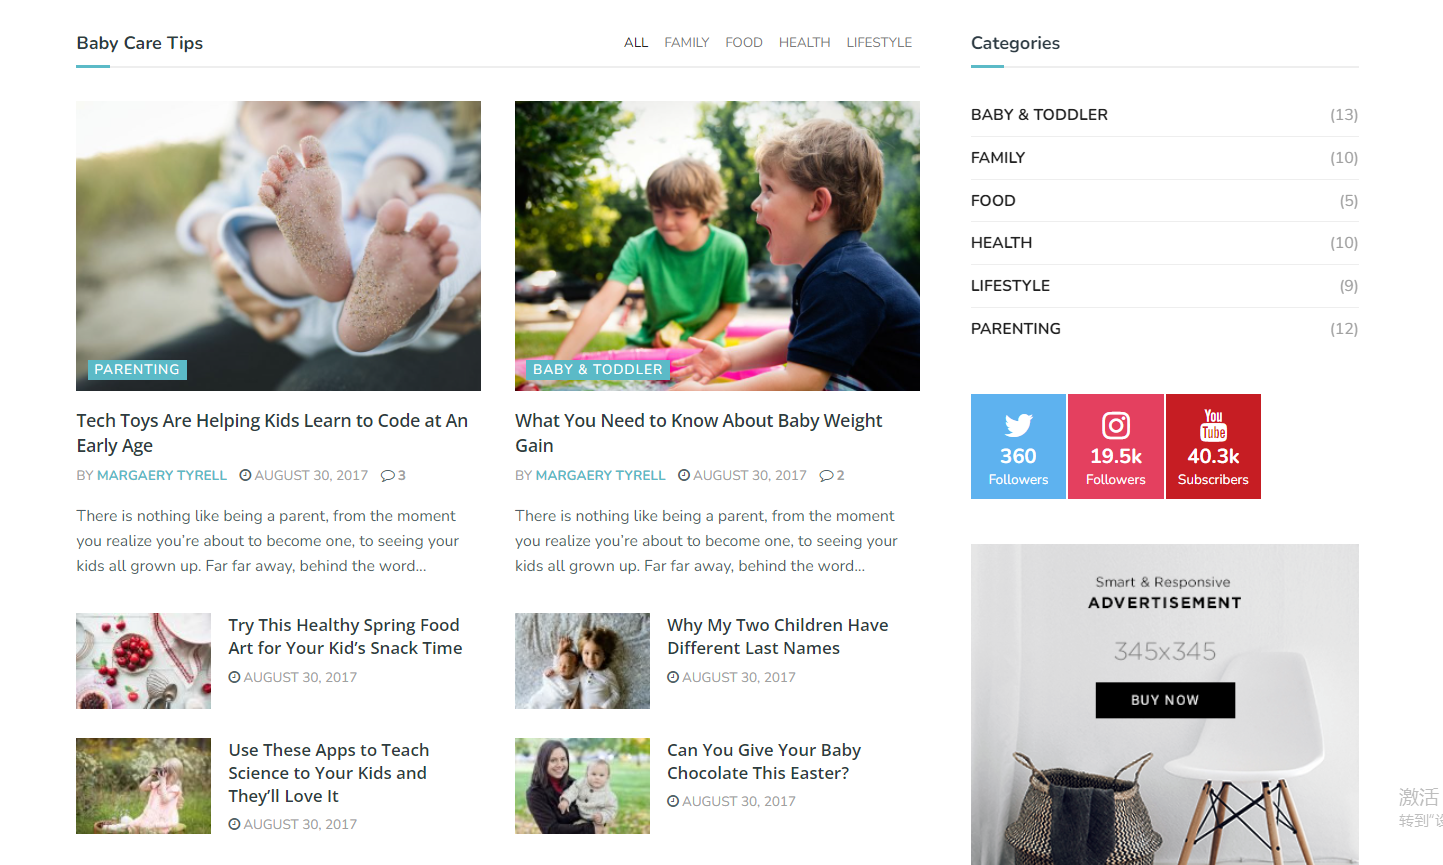 Baby Care Tips
ALL FAMILY FOOD HEALTH LIFESTYLE
PARENTING
Tech Toys Are Helping Kids Learn to Code at An
Early Age
BY MARGAERY TYRELL AUGUST 30, 2017 3
There is nothing like being a parent, from the moment
you realize you’re about to become one, to seeing your
kids all grown up. Far far away, behind the word...
BABY & TODDLER
What You Need to Know About Baby Weight
Gain
BY MARGAERY TYRELL AUGUST 30, 2017 2
There is nothing like being a parent, from the moment
you realize you’re about to become one, to seeing your
kids all grown up. Far far away, behind the word...
Try This Healthy Spring Food
Art for Your Kid’s Snack Time
AUGUST 30, 2017
Why My Two Children Have
Different Last Names
AUGUST 30, 2017
Use These Apps to Teach
Science to Your Kids and
They’ll Love It
AUGUST 30, 2017
Can You Give Your Baby
Chocolate This Easter?
AUGUST 30, 2017
Categories
BABY & TODDLER (13)
FAMILY (10)
FOOD (5)
HEALTH (10)
LIFESTYLE (9)
PARENTING (12)
360
Followers
19.5k
Followers
You
Tube
40.3k
Subscribers
Smart & Responsive
ADVERTISEMENT
345x345
BUY NOW
激活
转到“